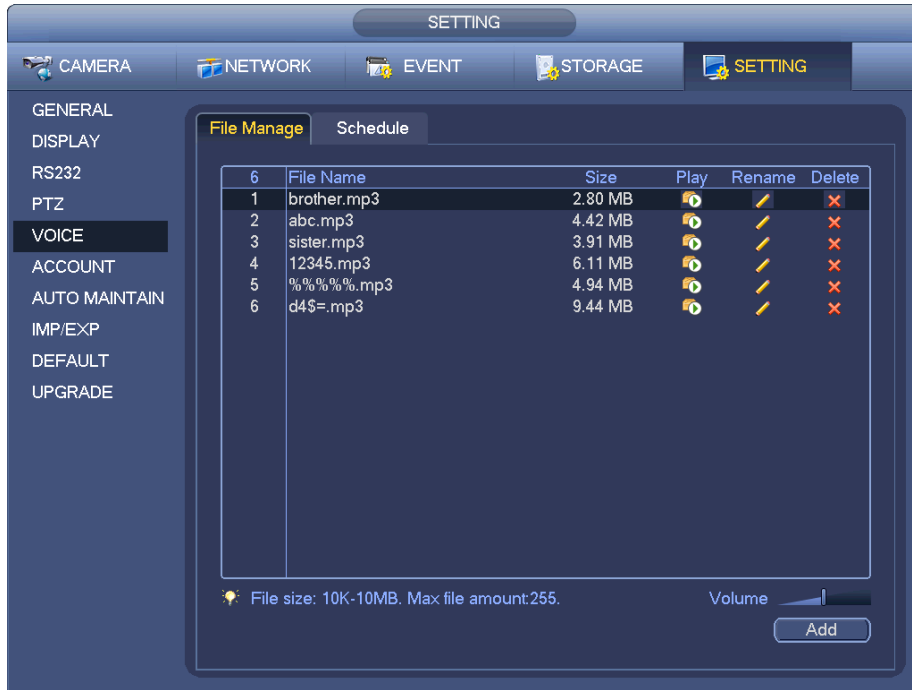 SETTING
CAMERA NETWORK EVENT STORAGE SETTING
GENERAL
DISPLAY
RS232
PTZ
VOICE
ACCOUNT
AUTO MAINTAIN
IMP/EXP
DEFAULT
UPGRADE
File Manage Schedule
6 File Name Size Play Rename Delete
1 brother.mp3 2.80 MB
2 abc.mp3 4.42 MB
3 sister.mp3 3.91 MB
4 12345.mp3 6.11 MB
5 %%%%%.mp3 4.94 MB
6 d4$=.mp3 9.44 MB
File size: 10K-10MB. Max file amount:255. Volume
Add